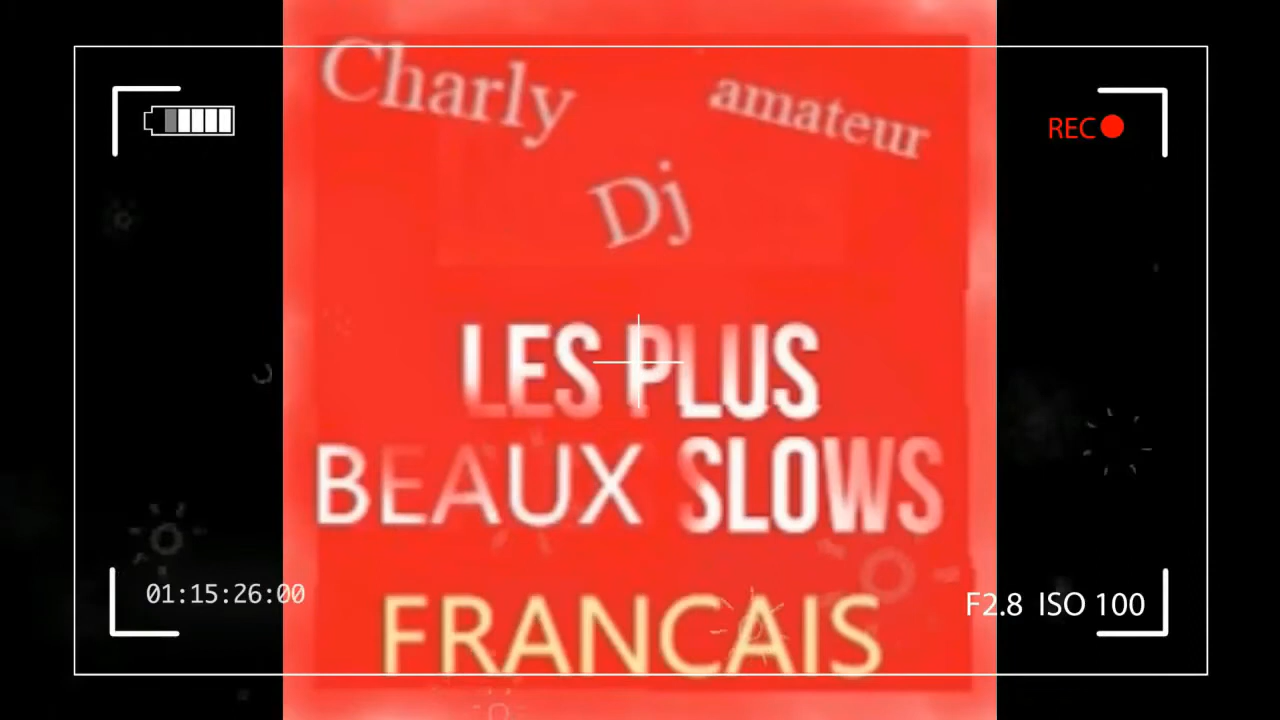 Charly
amateur
Dj
REC
LES PLUS
BEAUX SLOWS
FRANCAIS
01:15:26:00
F2.8 ISO 100